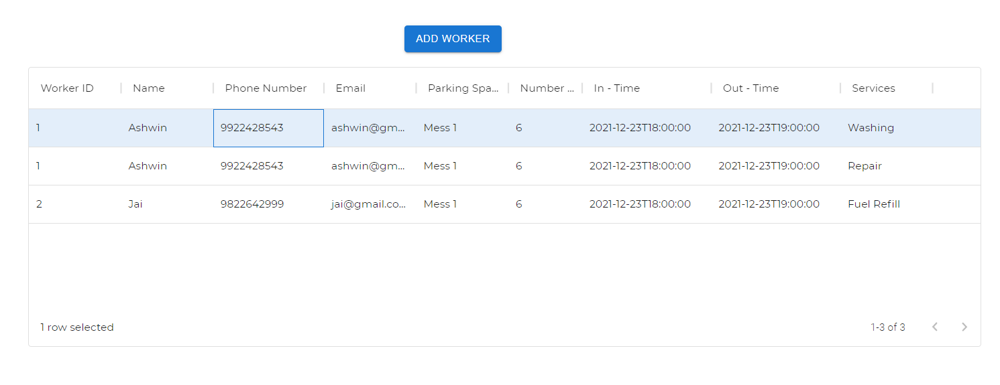 ADD WORKER
Worker ID Name Phone Number Email Parking Spa... Number ... In - Time Out - Time Services
1 Ashwin 9922428543 ashwin@gm... Mess 1 6 2021-12-23T18:00:00 2021-12-23T19:00:00 Washing
1 Ashwin 9922428543 ashwin@gm... Mess 1 6 2021-12-23T18:00:00 2021-12-23T19:00:00 Repair
2 Jai 9822642999 jai@gmail.co... Mess 1 6 2021-12-23T18:00:00 2021-12-23T19:00:00 Fuel Refill
1 row selected 1-3 of 3